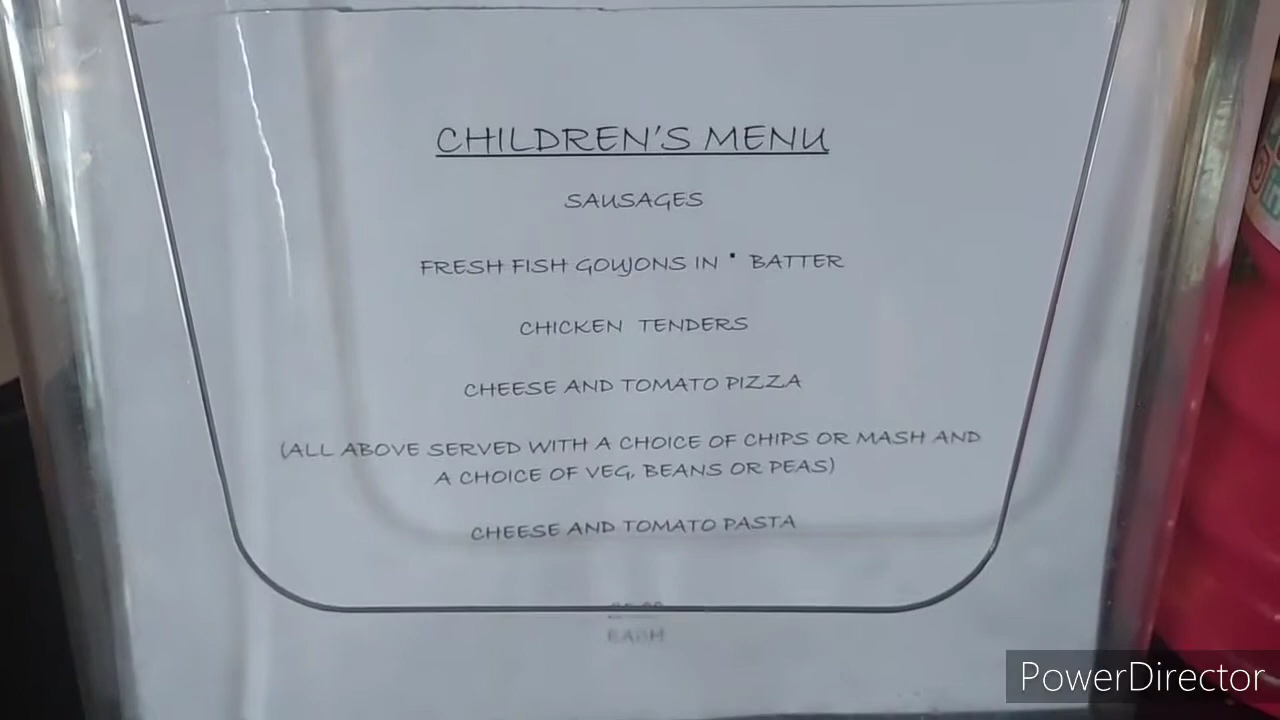 CHILDREN'S MENU
SAUSAGES
FRESH FISH GOUJONS IN BATTER
CHICKEN TENDERS
CHEESE AND TOMATO PIZZA
(ALL ABOVE SERVED WITH A CHOICE OF CHIPS OR MASH AND
A CHOICE OF VEG, BEANS OR PEAS)
CHEESE AND TOMATO PASTA
PowerDirector